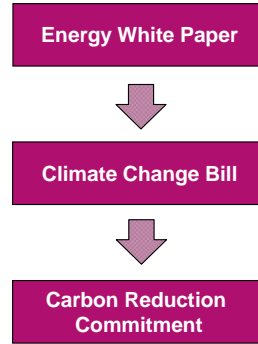 Energy White Paper
Climate Change Bill
Carbon Reduction
Commitment